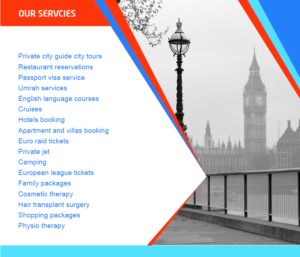 OUR SERVCIES
Private city guide city tours
Restaurant reservations
Passport visa service
Umrah services
English language courses
Cruises
Hotels booking
Apartment and villas booking
Euro raid tickets
Private jet
Camping
European league tickets
Family packages
Cosmetic therapy
Hair transplant surgery
Shopping packages
Physio therapy